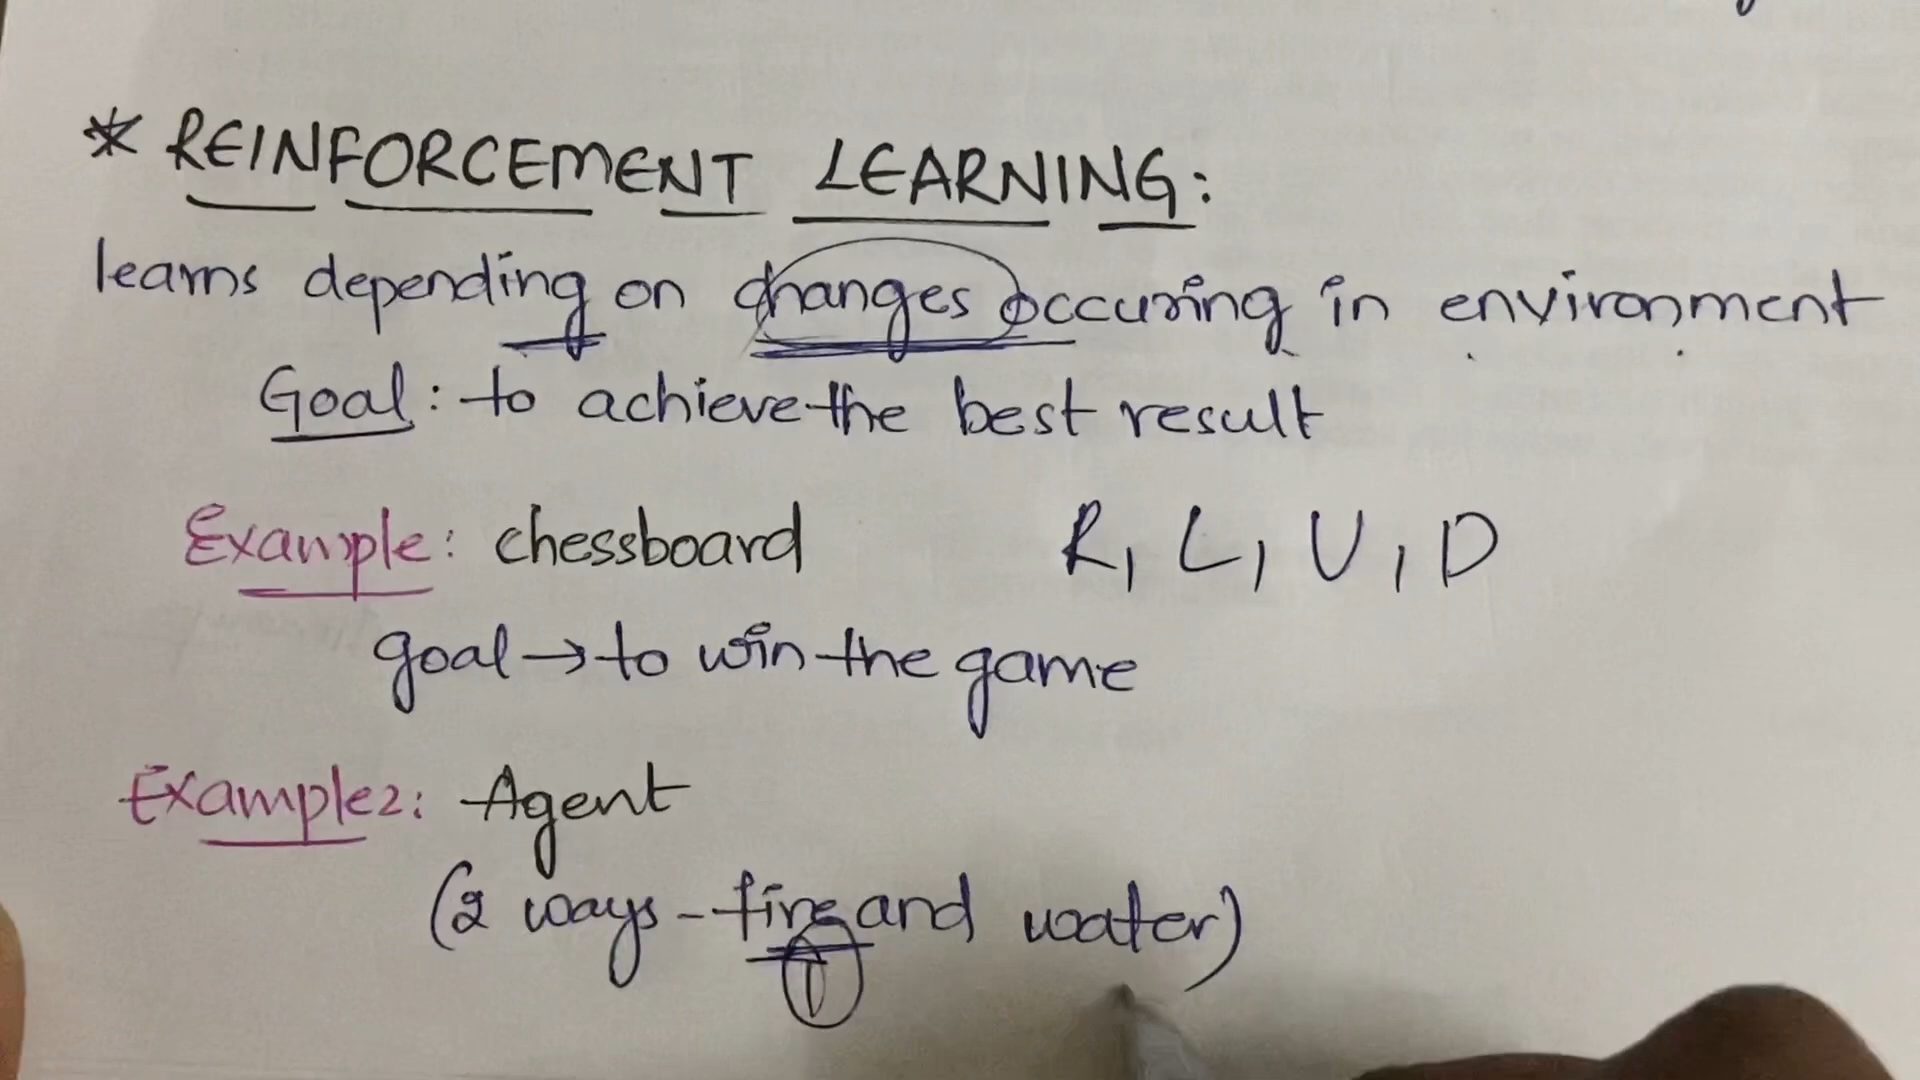 * REINFORCEMENT LEARNING:
learns depending on changes occuring in environment
Goal: to achieve the best result
Example: chessboard R, L, U, D
goal → to win the game
Example2: Agent
(2 ways - fire and water)
1